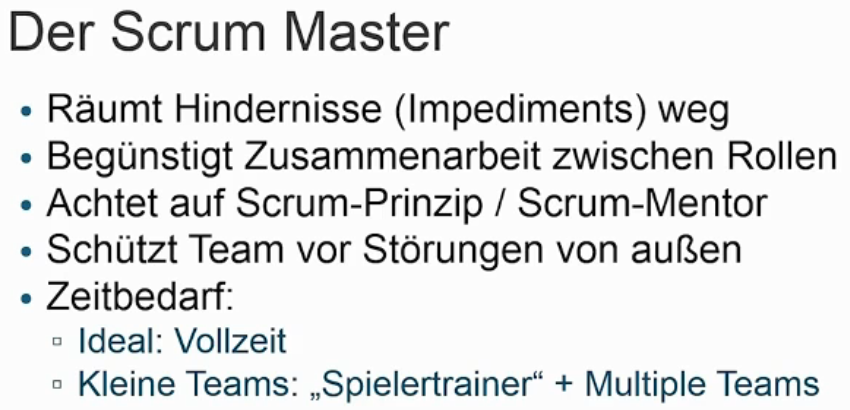 Der Scrum Master
• Räumt Hindernisse (Impediments) weg
• Begünstigt Zusammenarbeit zwischen Rollen
• Achtet auf Scrum-Prinzip / Scrum-Mentor
• Schützt Team vor Störungen von außen
• Zeitbedarf:
▫ Ideal: Vollzeit
▫ Kleine Teams: „Spielertrainer“ + Multiple Teams